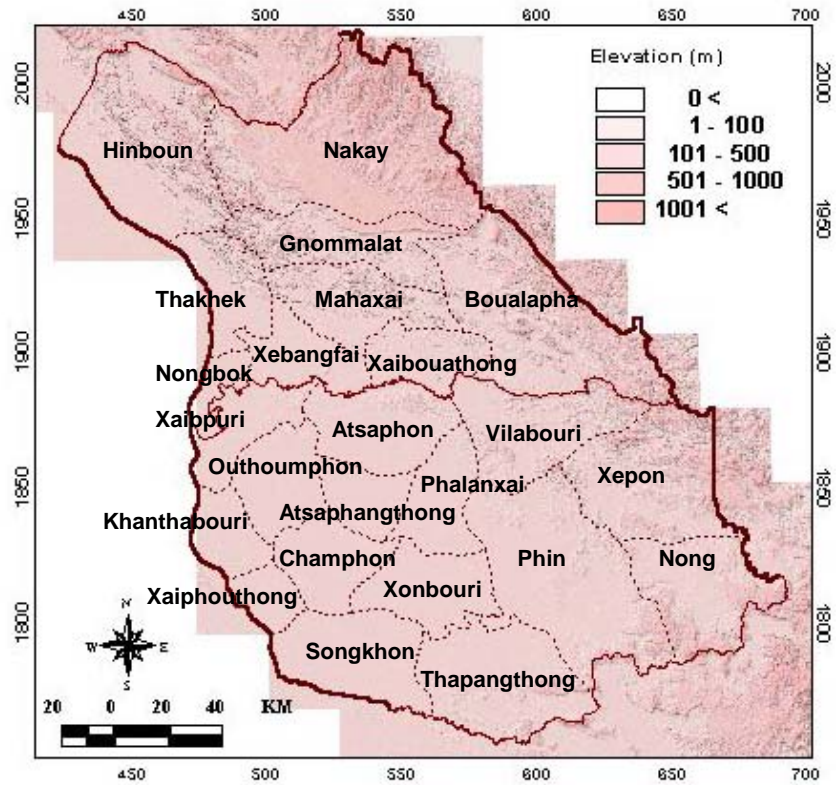 450 500 550 600 650 700
2000
1950
1900
1850
1800
2000
1950
1900
1850
1800
Elevation (m)
0 <
1 - 100
101 - 500
501 - 1000
1001 <
Hinboun
Nakay
Gnommalat
Thakhek
Mahaxai
Boualapha
Xebangfai
Xaibouathong
Nongbok
Xaibpuri
Atsaphon
Vilabouri
Outhoumphon
Phalanxai
Xepon
Khanthabouri
Atsaphangthong
Champhon
Phin
Nong
Xonbouri
Xaiphouthong
Songkhon
Thapangthong
N
W E
S
20 0 20 40 KM
450 500 550 600 650 700